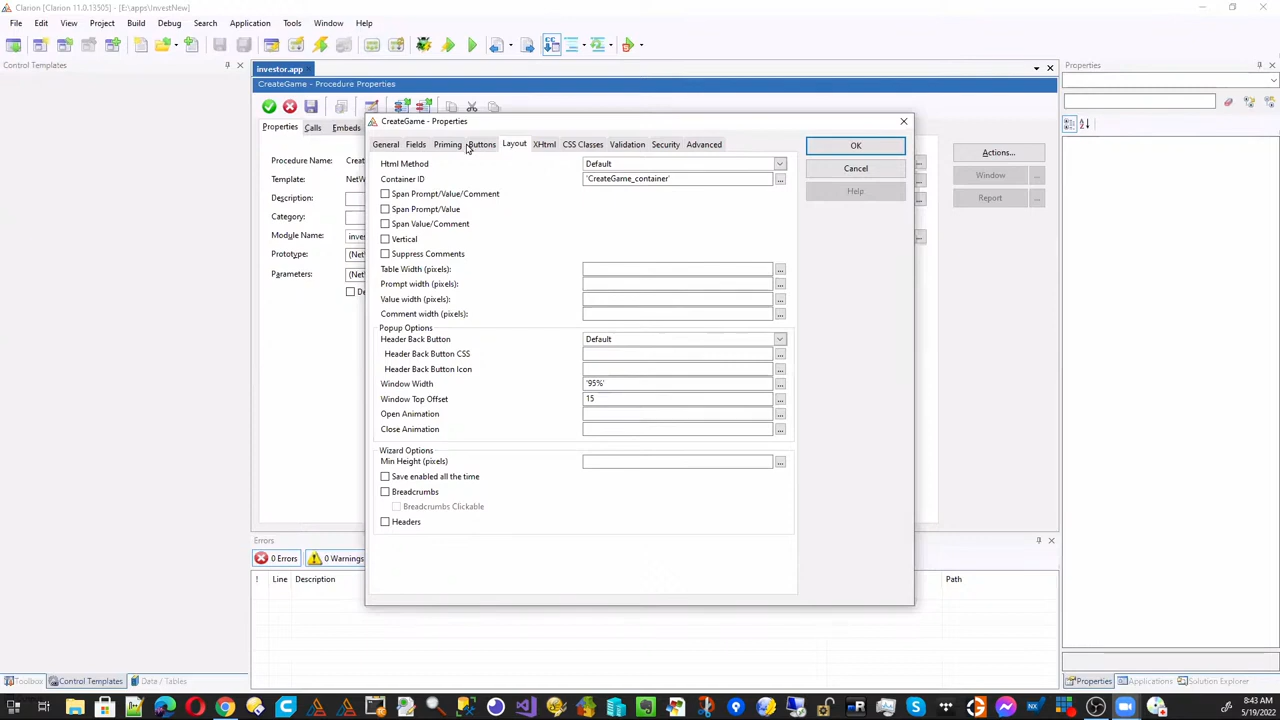 Clarion 11.0.13505) - [E:\apps\InvestNew]
File Edit View Project Build Debug Search Application Tools Window Help
Control Templates
investor.app
CreateGame - Procedure Properties
Properties
CreateGame - Properties
Properties Calls Embeds
General Fields Priming Buttons Layout XHtml CSS Classes Validation Security Advanced
OK
Cancel
Help
Actions...
Window ...
Report ...
Procedure Name: Creat
Template: NetW
Description:
Category:
Module Name: inves
Prototype: (NetW
Parameters: (NetW
De
Html Method Default
Container ID 'CreateGame_container' ...
Span Prompt/Value/Comment
Span Prompt/Value
Span Value/Comment
Vertical
Suppress Comments
Table Width (pixels): ...
Prompt width (pixels): ...
Value width (pixels): ...
Comment width (pixels): ...
Popup Options
Header Back Button Default
Header Back Button CSS ...
Header Back Button Icon ...
Window Width '95%' ...
Window Top Offset 15 ...
Open Animation ...
Close Animation ...
Wizard Options
Min Height (pixels) ...
Save enabled all the time
Breadcrumbs
Breadcrumbs Clickable
Headers
Errors
0 Errors 0 Warnings
! Line Description Path
Toolbox Control Templates Data / Tables
Properties Applications Solution Explorer
8:43 AM
5/19/2022